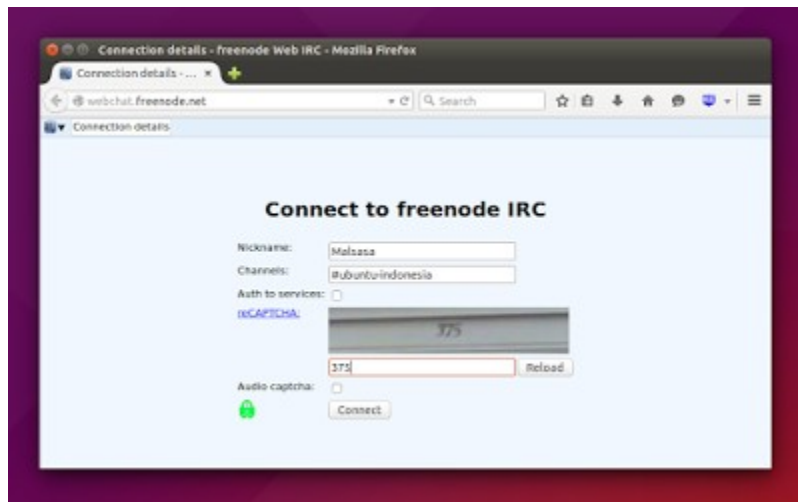 Connection details - freenode Web IRC - Mozilla Firefox
Connection details - ...
webchat.freenode.net
Search
Connection details
Connect to freenode IRC
Nickname: Malsasa
Channels: #ubuntu-indonesia
Auth to services:
reCAPTCHA:
375
375 Reload
Audio captcha:
Connect